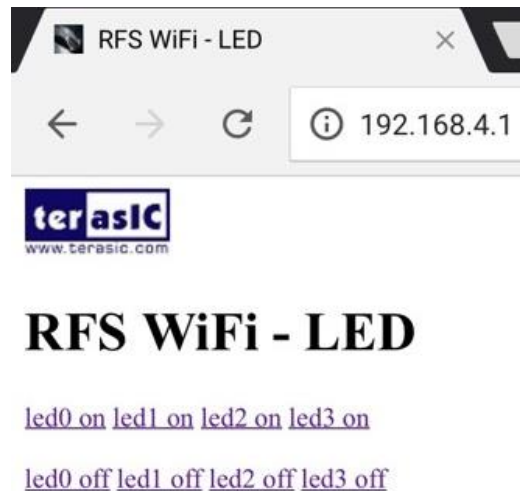 RFS WiFi - LED
192.168.4.1
terasIC
www.terasic.com
RFS WiFi - LED
led0 on led1 on led2 on led3 on
led0 off led1 off led2 off led3 off